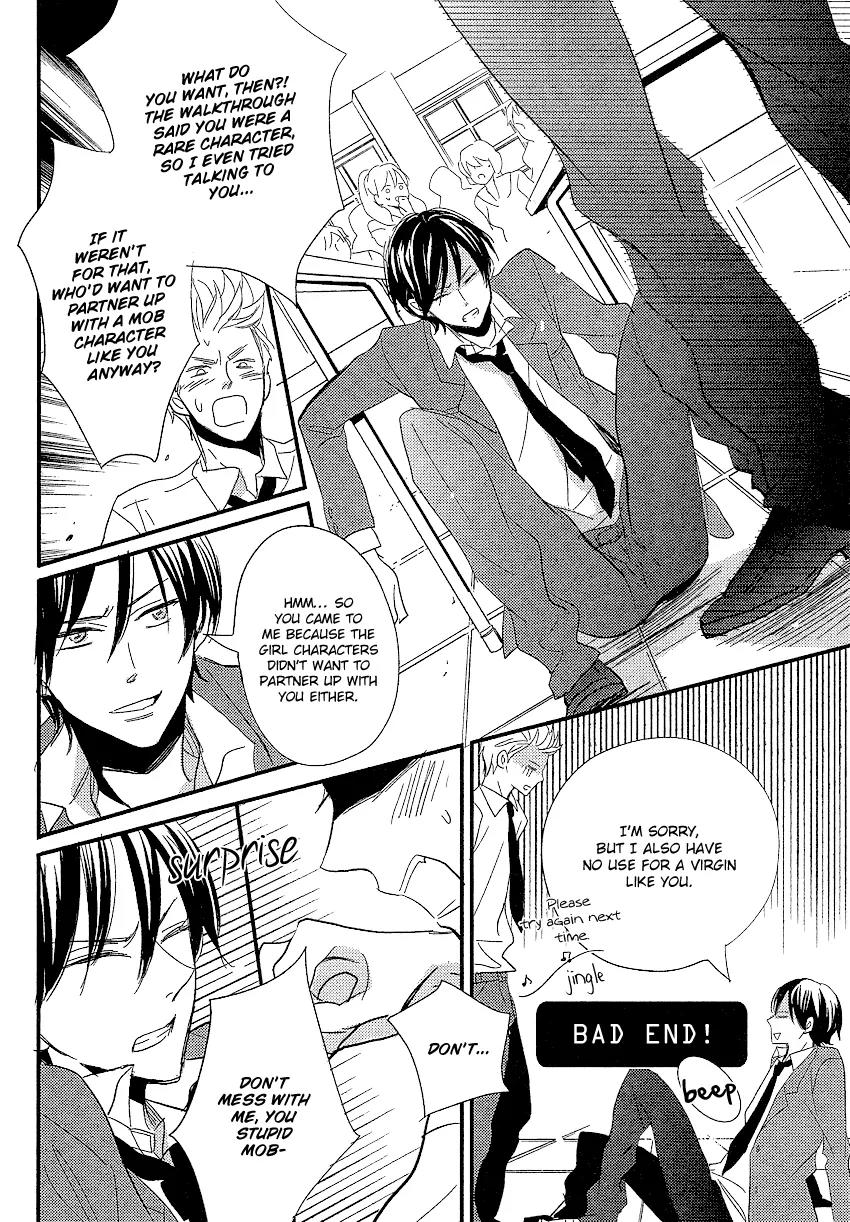 WHAT DO
YOU WANT, THEN?!
THE WALKTHROUGH
SAID YOU WERE A
RARE CHARACTER,
SO I EVEN TRIED
TALKING TO
YOU...
IF IT
WEREN'T
FOR THAT,
WHO'D WANT TO
PARTNER UP
WITH A MOB
CHARACTER
LIKE YOU
ANYWAY?
HMM... SO
YOU CAME TO
ME BECAUSE THE
GIRL CHARACTERS
DIDN'T WANT TO
PARTNER UP WITH
YOU EITHER.
I'M SORRY,
BUT I ALSO HAVE
NO USE FOR A VIRGIN
LIKE YOU.
Please
try again next
time
♫
♪ jingle
BAD END!
beep
surprise
DON'T...
DON'T
MESS WITH
ME, YOU
STUPID
MOB-